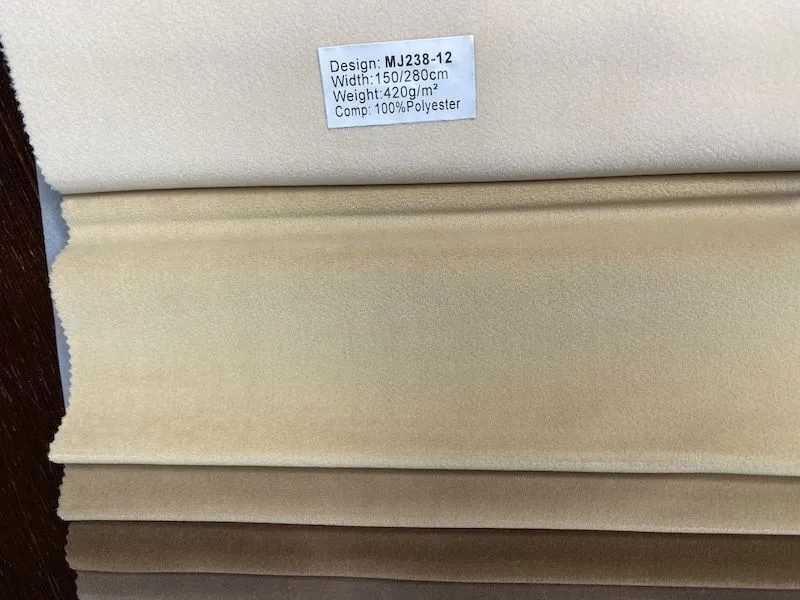 Design: MJ238-12
Width:150/280cm
Weight:420g/m²
Comp: 100%Polyester